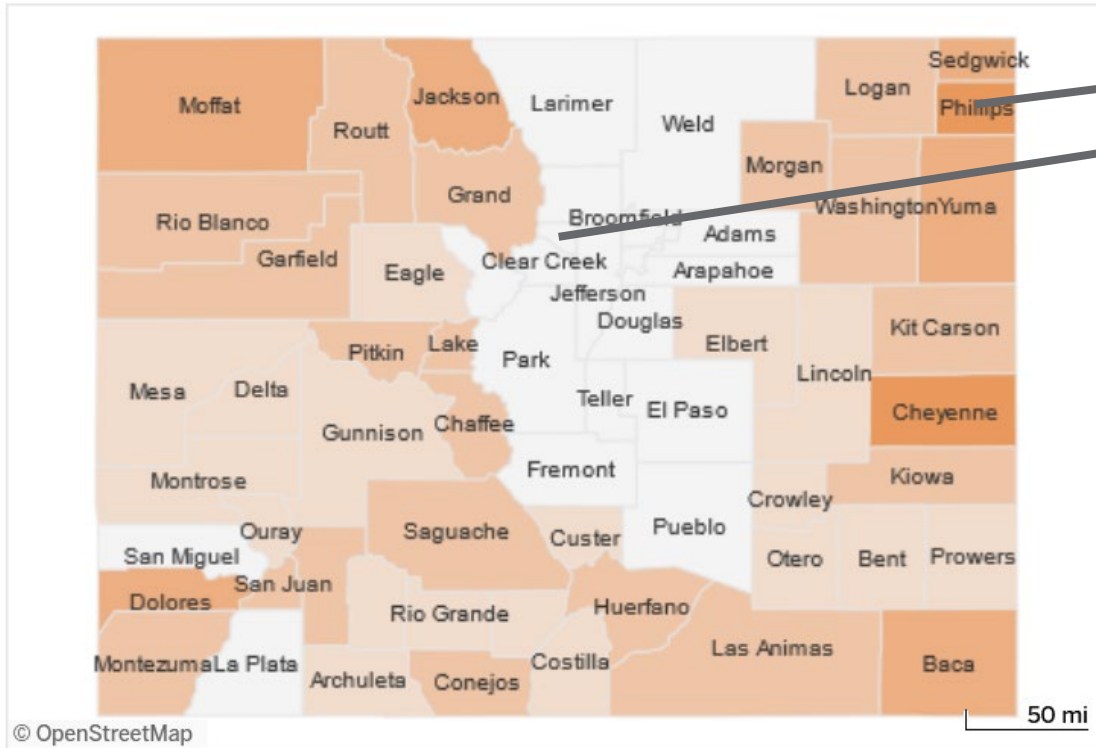 Sedgwick
Logan
Jackson
Moffat
Larimer
Phillips
Weld
Routt
Morgan
Grand
Washington
Yuma
Broomfield
Rio Blanco
Adams
Garfield
Clear Creek
Eagle
Arapahoe
Jefferson
Douglas
Kit Carson
Elbert
Lake
Pitkin
Park
Lincoln
Mesa
Delta
Teller
El Paso
Cheyenne
Chaffee
Gunnison
Fremont
Kiowa
Montrose
Crowley
Pueblo
Saguache
Ouray
Custer
San Miguel
Otero
Bent
Prowers
San Juan
Dolores
Huerfano
Rio Grande
Las Animas
Montezuma
La Plata
Costilla
Baca
Archuleta
Conejos
50 mi
© OpenStreetMap